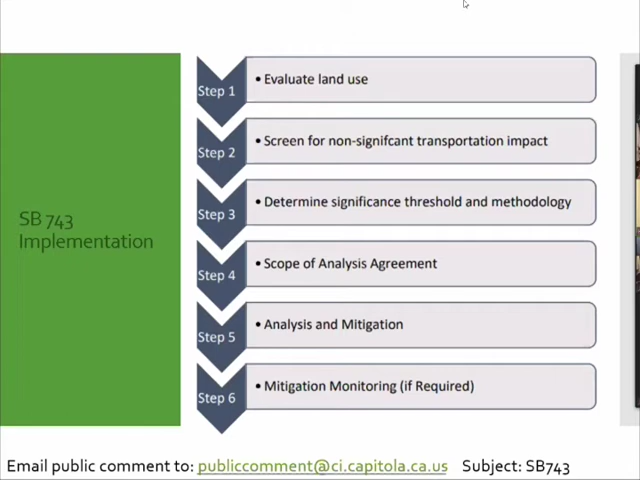 SB 743
Implementation
Step 1
• Evaluate land use
Step 2
• Screen for non-signifcant transportation impact
Step 3
• Determine significance threshold and methodology
Step 4
• Scope of Analysis Agreement
Step 5
• Analysis and Mitigation
Step 6
• Mitigation Monitoring (if Required)
Email public comment to: publiccomment@ci.capitola.ca.us Subject: SB743